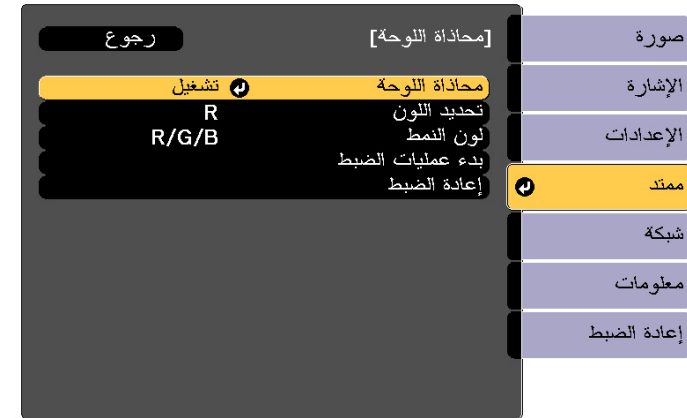 صورة
الإشارة
الإعدادات
ممتد
شبكة
معلومات
إعادة الضبط
[محاذاة اللوحة] رجوع
محاذاة اللوحة تشغيل
تحديد اللون R
لون النمط R/G/B
بدء عمليات الضبط
إعادة الضبط